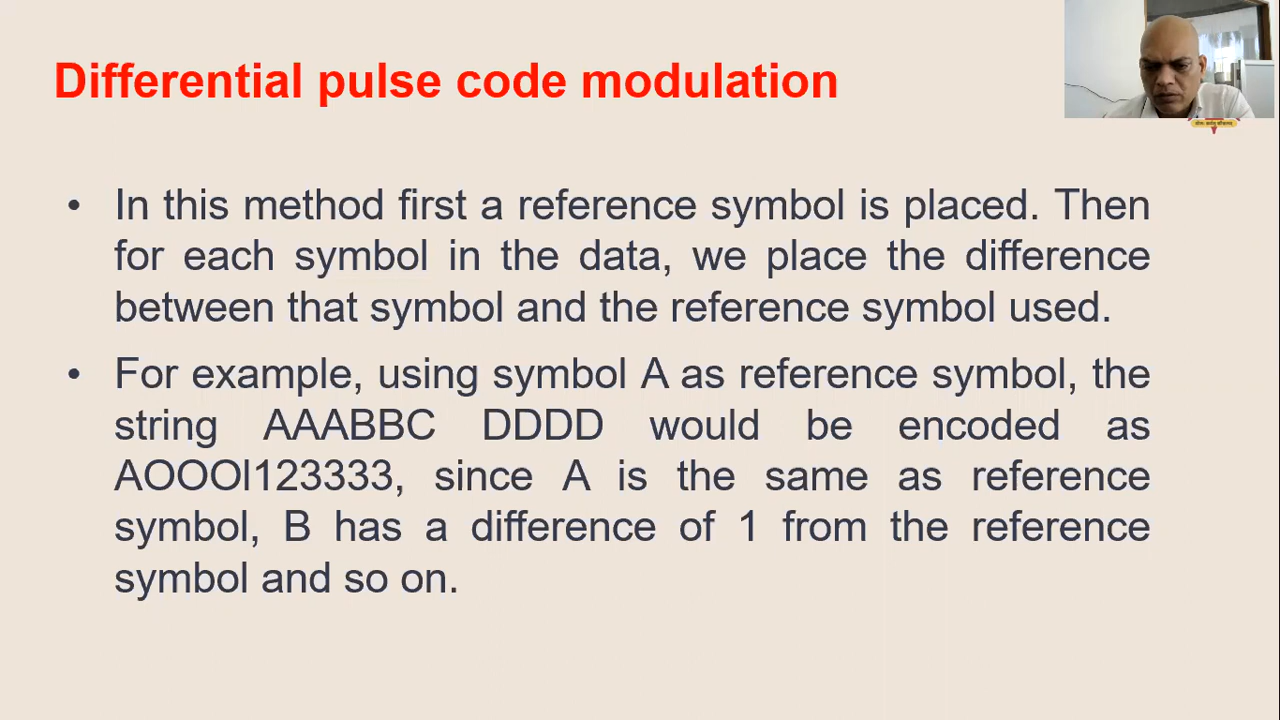 Differential pulse code modulation
• In this method first a reference symbol is placed. Then
for each symbol in the data, we place the difference
between that symbol and the reference symbol used.
• For example, using symbol A as reference symbol, the
string AAABBC DDDD would be encoded as
AOOOl123333, since A is the same as reference
symbol, B has a difference of 1 from the reference
symbol and so on.